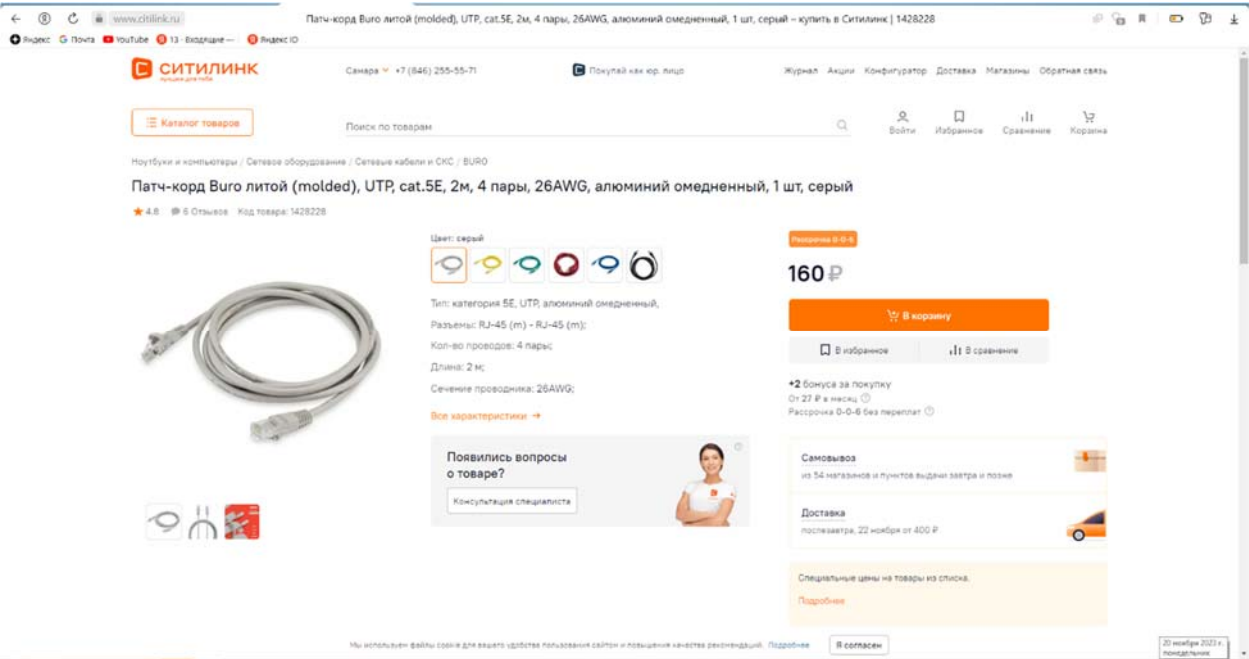 www.citilink.ru
Патч-корд Buro литой (molded), UTP, cat.5E, 2м, 4 пары, 26AWG, алюминий омедненный, 1 шт, серый – купить в Ситилинк | 1428228
Яндекс Почта YouTube 13 · Входящие — Яндекс ID
СИТИЛИНК
Самара +7 (846) 255-55-71 Покупай как юр. лицо Журнал Акции Конфигуратор Доставка Магазины Обратная связь
Каталог товаров
Поиск по товарам
Войти Избранное Сравнение Корзина
Ноутбуки и компьютеры / Сетевое оборудование / Сетевые кабели и СКС / BURO
Патч-корд Buro литой (molded), UTP, cat.5E, 2м, 4 пары, 26AWG, алюминий омедненный, 1 шт, серый
4.8 6 Отзывов Код товара: 1428228
Цвет: серый
Тип: категория 5E, UTP, алюминий омедненный,
Разъемы: RJ-45 (m) - RJ-45 (m);
Кол-во проводов: 4 пары;
Длина: 2 м;
Сечение проводника: 26AWG;
Все характеристики →
Появились вопросы
о товаре?
Консультация специалиста
Рассрочка 0-0-6
160 ₽
В корзину
В избранное В сравнение
+2 бонуса за покупку
От 27 ₽ в месяц
Рассрочка 0-0-6 без переплат
Самовывоз
из 54 магазинов и пунктов выдачи завтра и позже
Доставка
послезавтра, 22 ноября от 400 ₽
Специальные цены на товары из списка.
Подробнее
Мы используем файлы cookie для вашего удобства пользования сайтом и повышения качества рекомендаций. Подробнее Я согласен
20 ноября 2023 г.
понедельник